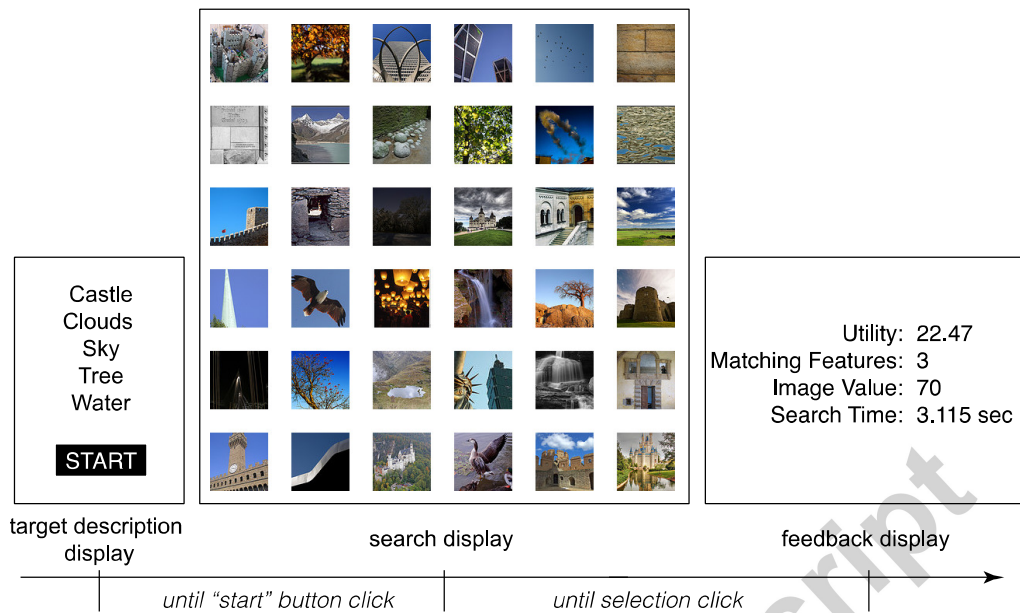 Castle
Clouds
Sky
Tree
Water
START
target description
display
search display
Utility: 22.47
Matching Features: 3
Image Value: 70
Search Time: 3.115 sec
feedback display
until “start” button click
until selection click
script